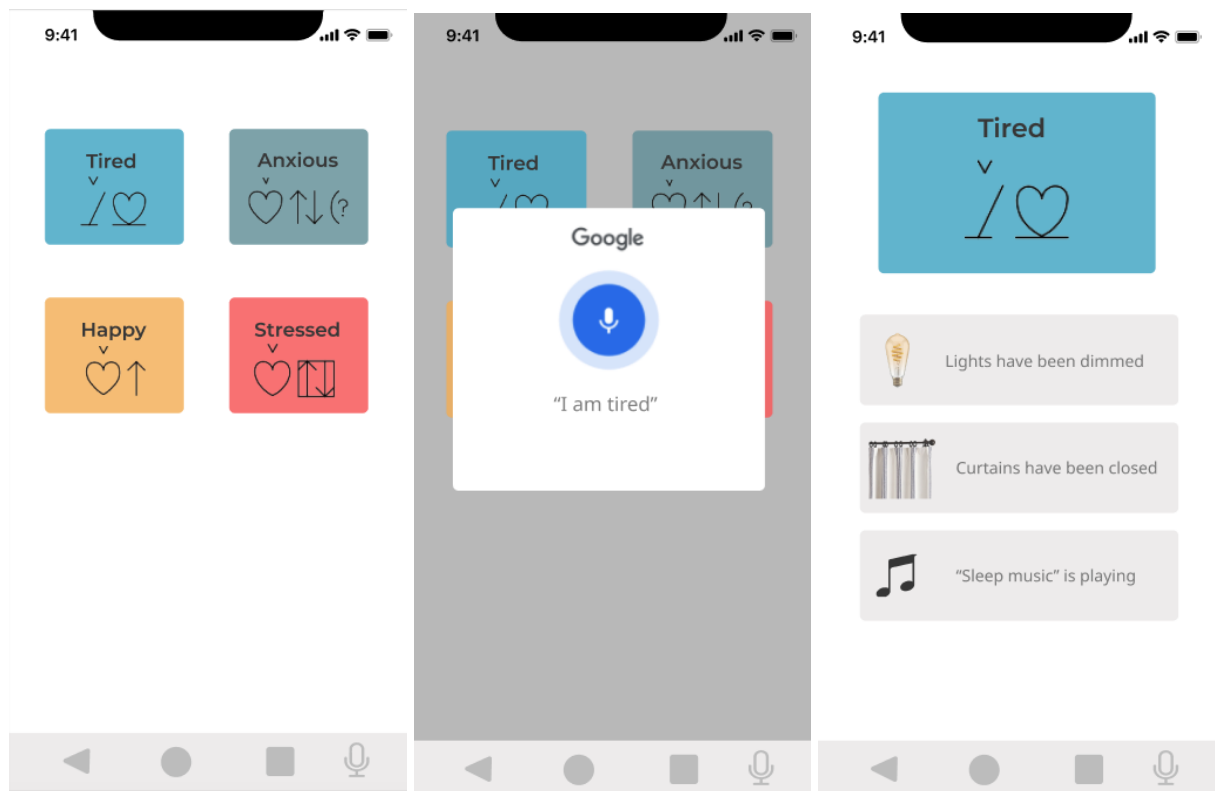 9:41
Tired
Anxious
Happy
Stressed
9:41
Tired
Anxious
Google
“I am tired”
9:41
Tired
Lights have been dimmed
Curtains have been closed
“Sleep music” is playing